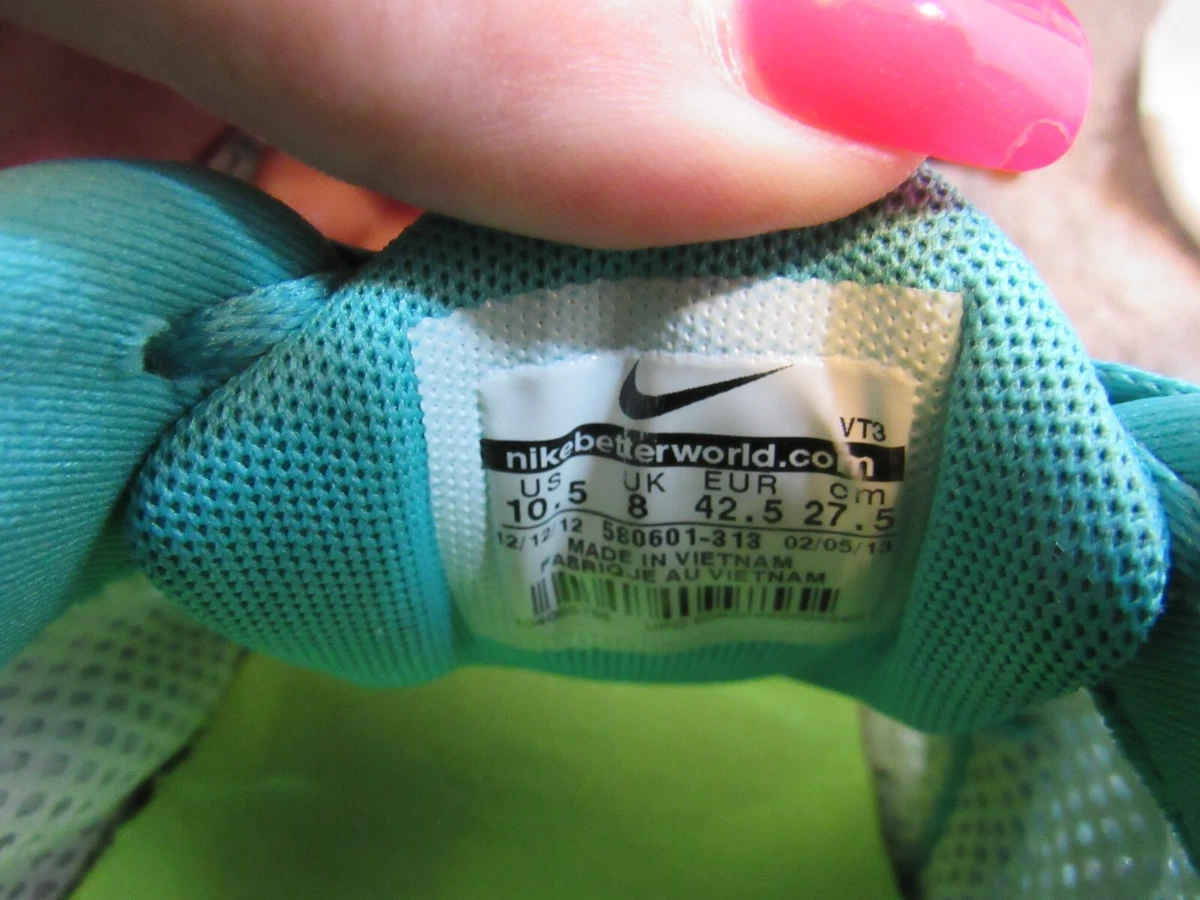 VT3
nikebetterworld.com
US UK EUR cm
10.5 8 42.5 27.5
12/12/12 580601-313 02/05/13
MADE IN VIETNAM
FABRIQUE AU VIETNAM